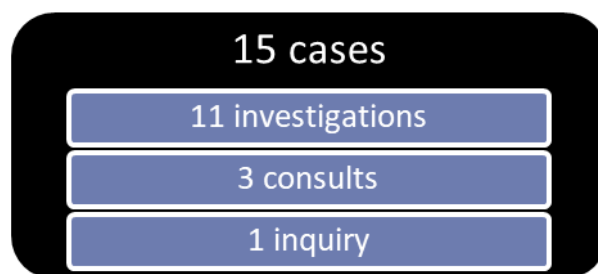 15 cases
11 investigations
3 consults
1 inquiry